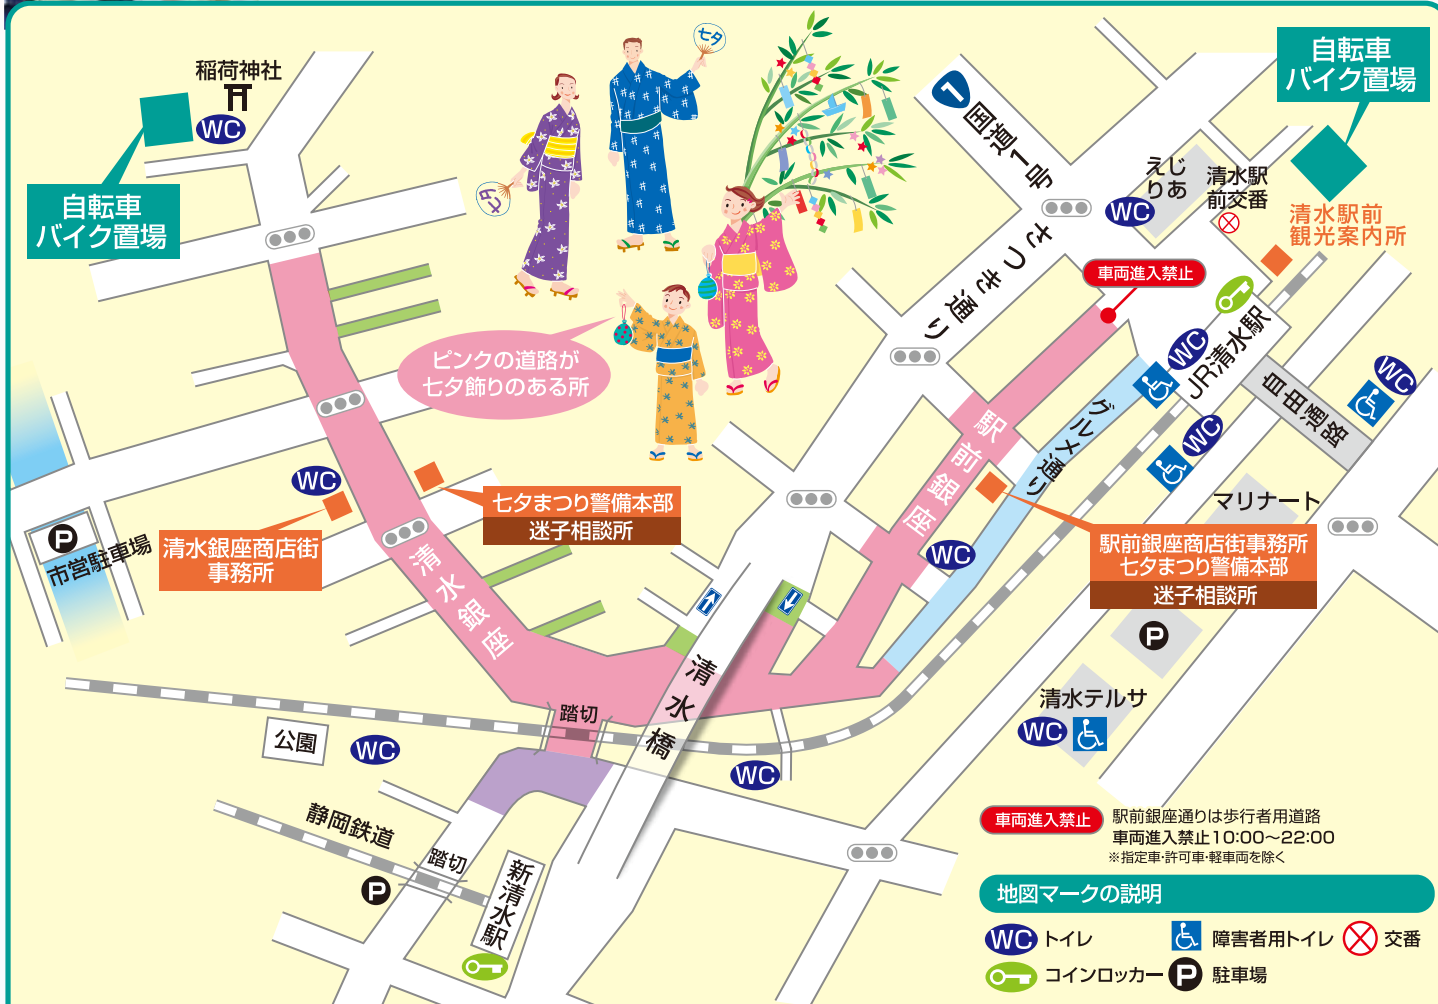 稲荷神社
WC
自転車
バイク置場
七夕
七夕
1
国道1号
さつき通り
自転車
バイク置場
えじ
りあ
WC
清水駅
前交番
清水駅前
観光案内所
車両進入禁止
ピンクの道路が
七夕飾りのある所
駅前銀座
グルメ通り
WC
JR清水駅
自由通路
WC
WC
マリナート
WC
七夕まつり警備本部
迷子相談所
清水銀座商店街
事務所
P
市営駐車場
清水銀座
WC
駅前銀座商店街事務所
七夕まつり警備本部
迷子相談所
P
清水テルサ
WC
清水橋
踏切
公園
WC
WC
静岡鉄道
踏切
P
新清水駅
車両進入禁止
駅前銀座通りは歩行者用道路
車両進入禁止10:00〜22:00
※指定車・許可車・軽車両を除く
地図マークの説明
WC トイレ
障害者用トイレ
交番
コインロッカー
P 駐車場